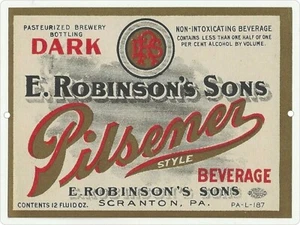 PASTEURIZED BREWERY
BOTTLING
DARK
NON-INTOXICATING BEVERAGE
CONTAINS LESS THAN ONE HALF OF ONE
PER CENT ALCOHOL BY VOLUME.
E. ROBINSON'S SONS
Pilsener
STYLE
BEVERAGE
E. ROBINSON'S SONS
SCRANTON, PA.
CONTENTS 12 FLUID OZ.
PA-L-187